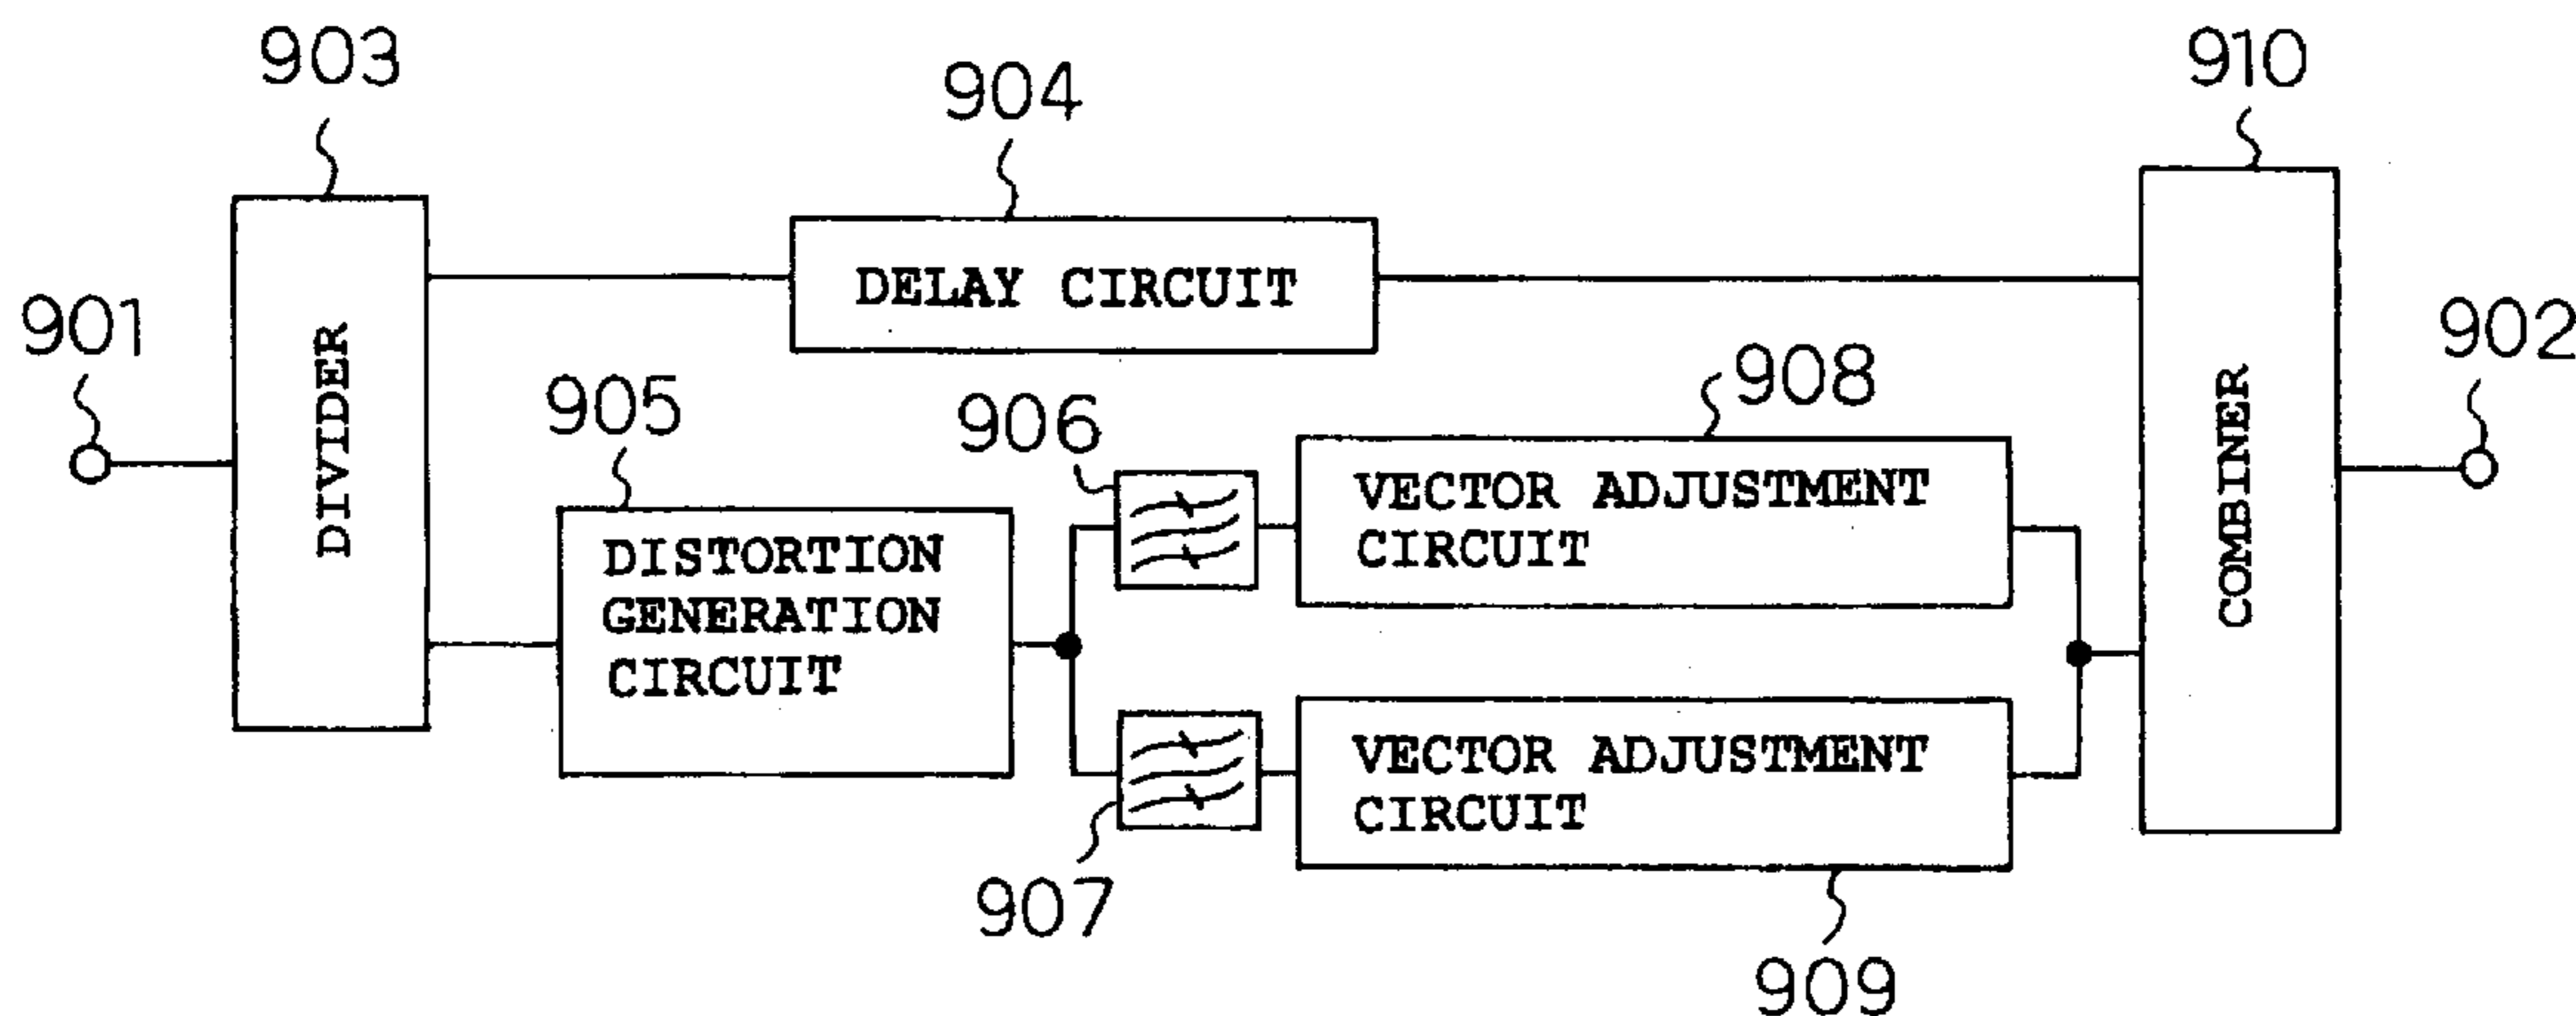 903
904
910
901
DIVIDER
DELAY CIRCUIT
902
905
906
908
COMBINER
DISTORTION
GENERATION
CIRCUIT
VECTOR ADJUSTMENT
CIRCUIT
VECTOR ADJUSTMENT
CIRCUIT
907
909